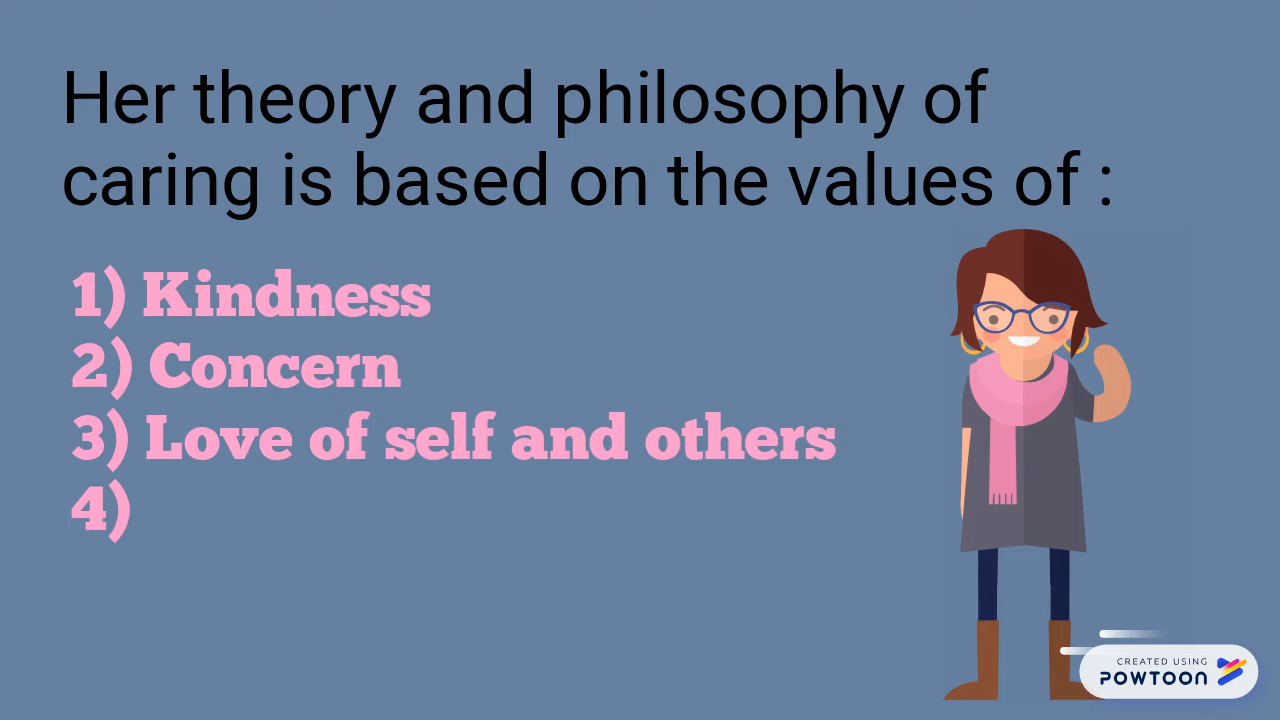 Her theory and philosophy of
caring is based on the values of :
1) Kindness
2) Concern
3) Love of self and others
4)
CREATED USING
POWTOON